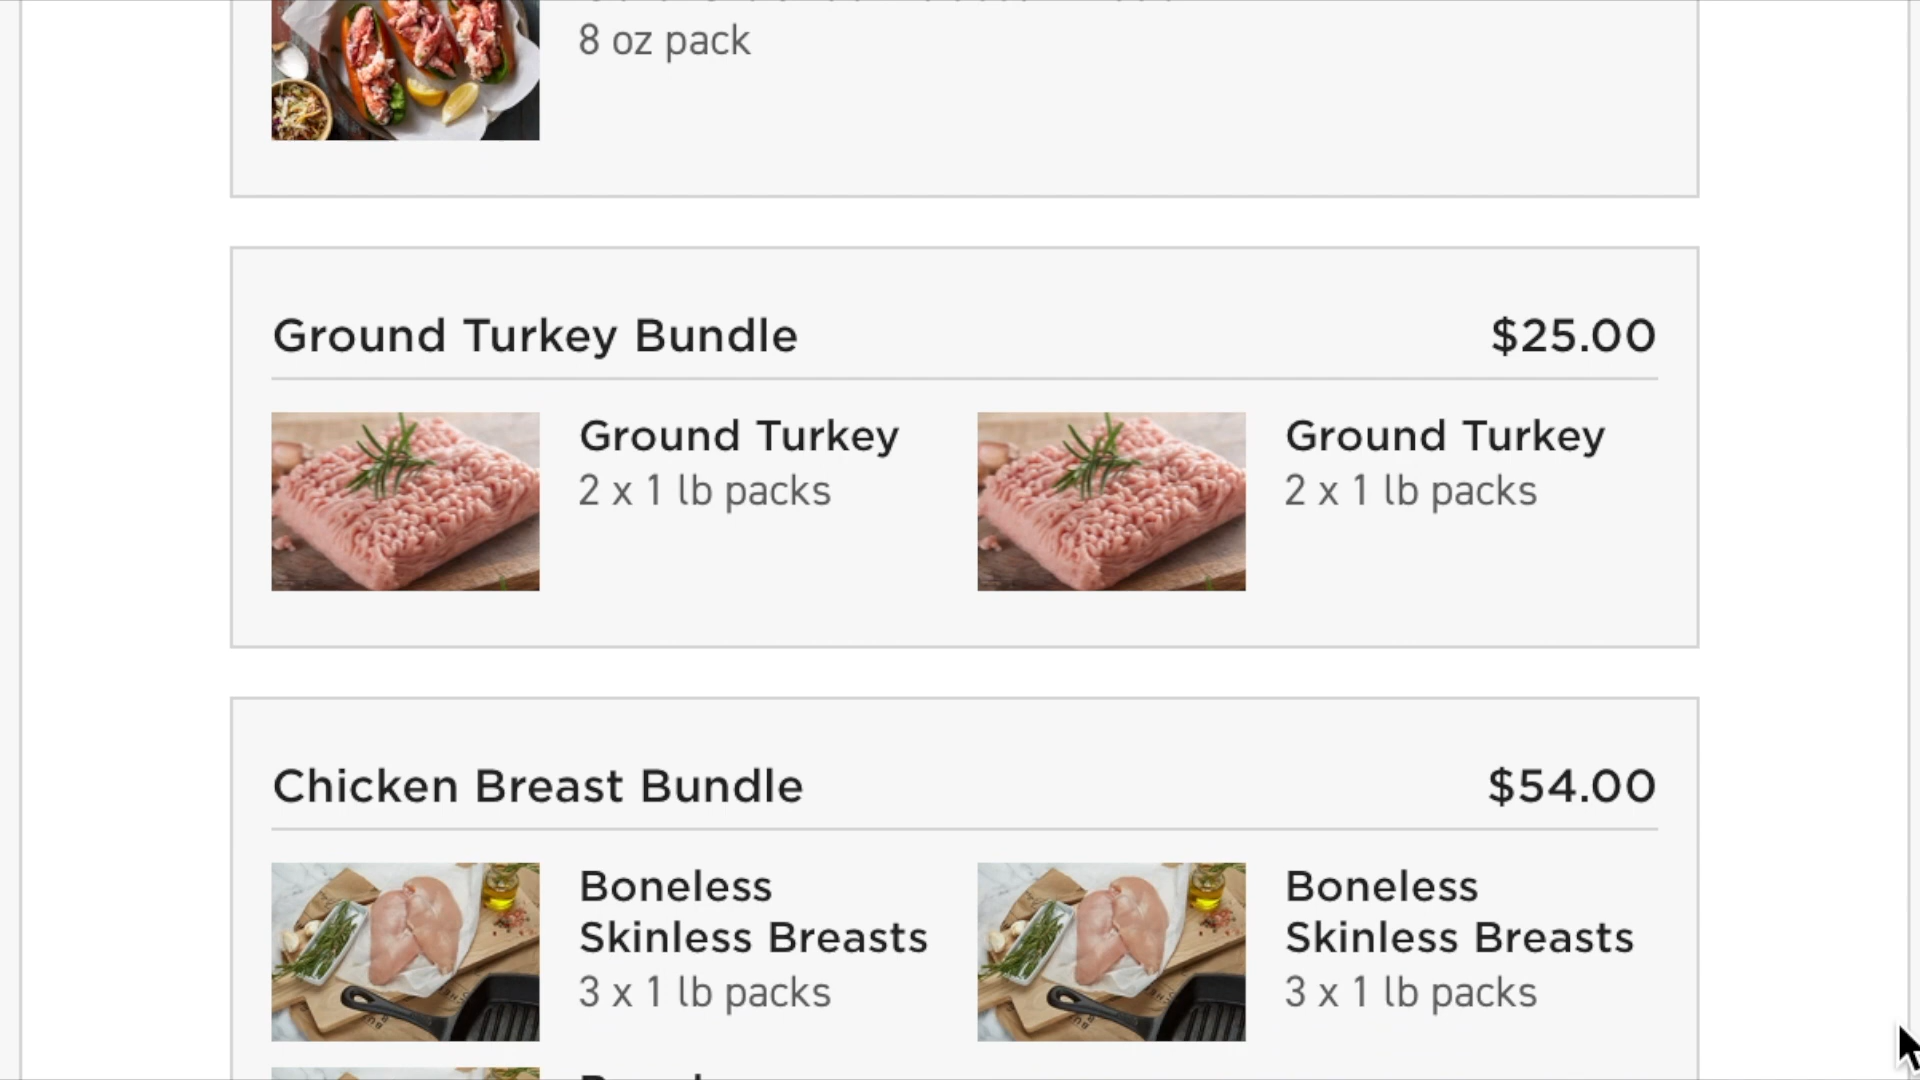 8 oz pack
Ground Turkey Bundle
$25.00
Ground Turkey
2 x 1 lb packs
Ground Turkey
2 x 1 lb packs
Chicken Breast Bundle
$54.00
Boneless
Skinless Breasts
3 x 1 lb packs
Boneless
Skinless Breasts
3 x 1 lb packs